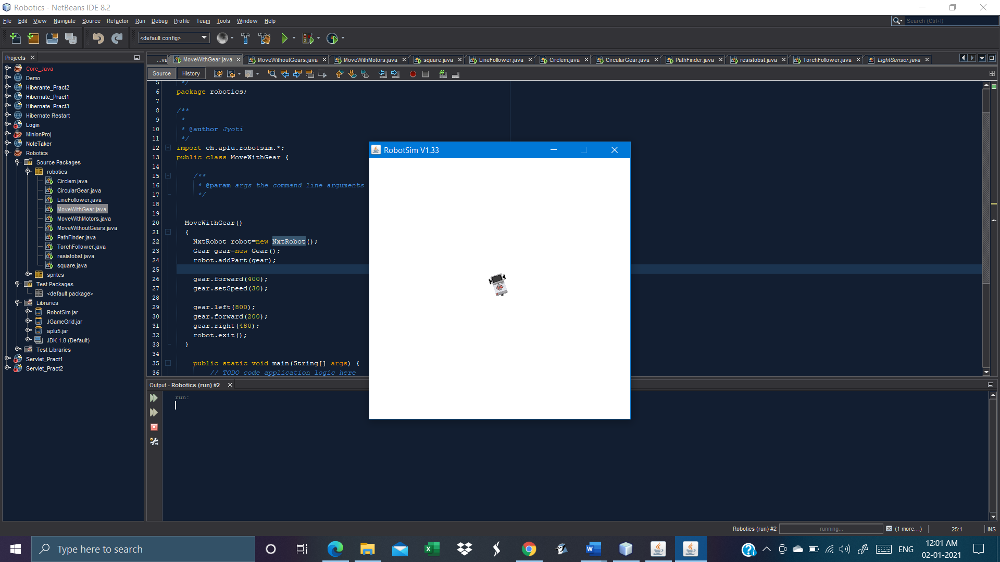 Robotics - NetBeans IDE 8.2
File Edit View Navigate Source Refactor Run Debug Profile Team Tools Window Help
Search (Ctrl+I)
<default config>
Projects
...va MoveWithGear.java MoveWithoutGears.java MoveWithMotors.java square.java LineFollower.java Circlem.java CircularGear.java PathFinder.java resistobst.java TorchFollower.java LightSensor.java
Source History
Core_Java
Demo
Hiberante_Pract2
Hibernate_Pract1
Hibernate_Pract3
Hibernate Restart
Login
MinionProj
NoteTaker
Robotics
Source Packages
robotics
Circlem.java
CircularGear.java
LineFollower.java
MoveWithGear.java
MoveWithMotors.java
MoveWithoutGears.java
PathFinder.java
TorchFollower.java
resistobst.java
square.java
sprites
Test Packages
<default package>
Libraries
RobotSim.jar
JGameGrid.jar
aplu5.jar
JDK 1.8 (Default)
Test Libraries
Servlet_Pract1
Servlet_Pract2
5 */
6 package robotics;
7
8 /**
9 *
10 * @author Jyoti
11 */
12 import ch.aplu.robotsim.*;
13 public class MoveWithGear {
14
15 /**
16 * @param args the command line arguments
17 */
18
19
20 MoveWithGear()
21 {
22 NxtRobot robot=new NxtRobot();
23 Gear gear=new Gear();
24 robot.addPart(gear);
25
26 gear.forward(400);
27 gear.setSpeed(30);
28
29 gear.left(800);
30 gear.forward(200);
31 gear.right(480);
32 robot.exit();
33 }
34
35 public static void main(String[] args) {
36 // TODO code application logic here
RobotSim V1.33
Output - Robotics (run) #2
run:
Robotics (run) #2 running... (1 more...) 25:1 INS
Type here to search
ENG
12:01 AM
02-01-2021